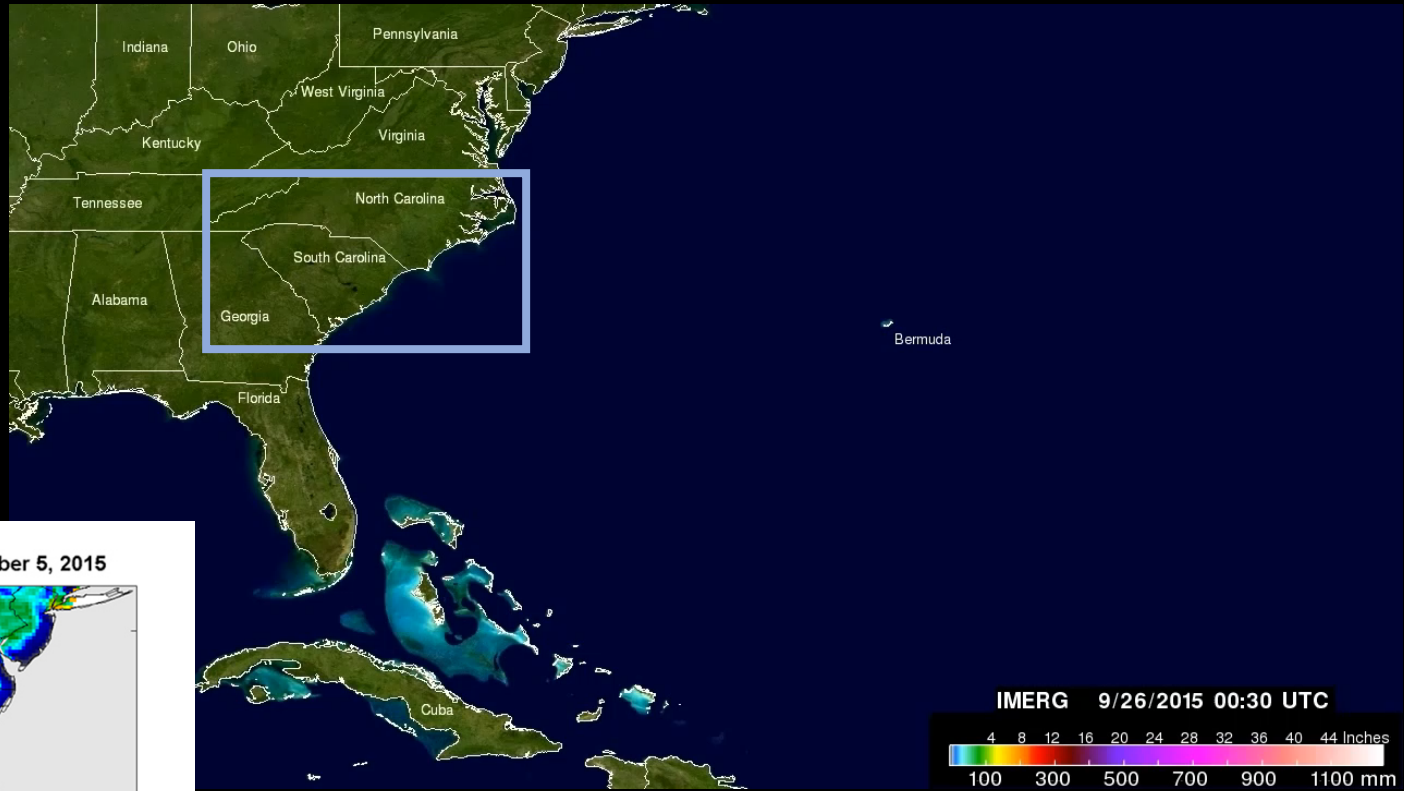 Pennsylvania
Indiana
Ohio
West Virginia
Virginia
Kentucky
North Carolina
Tennessee
South Carolina
Alabama
Georgia
Bermuda
Florida
ber 5, 2015
Cuba
IMERG 9/26/2015 00:30 UTC
4 8 12 16 20 24 28 32 36 40 44 Inches
100 300 500 700 900 1100 mm